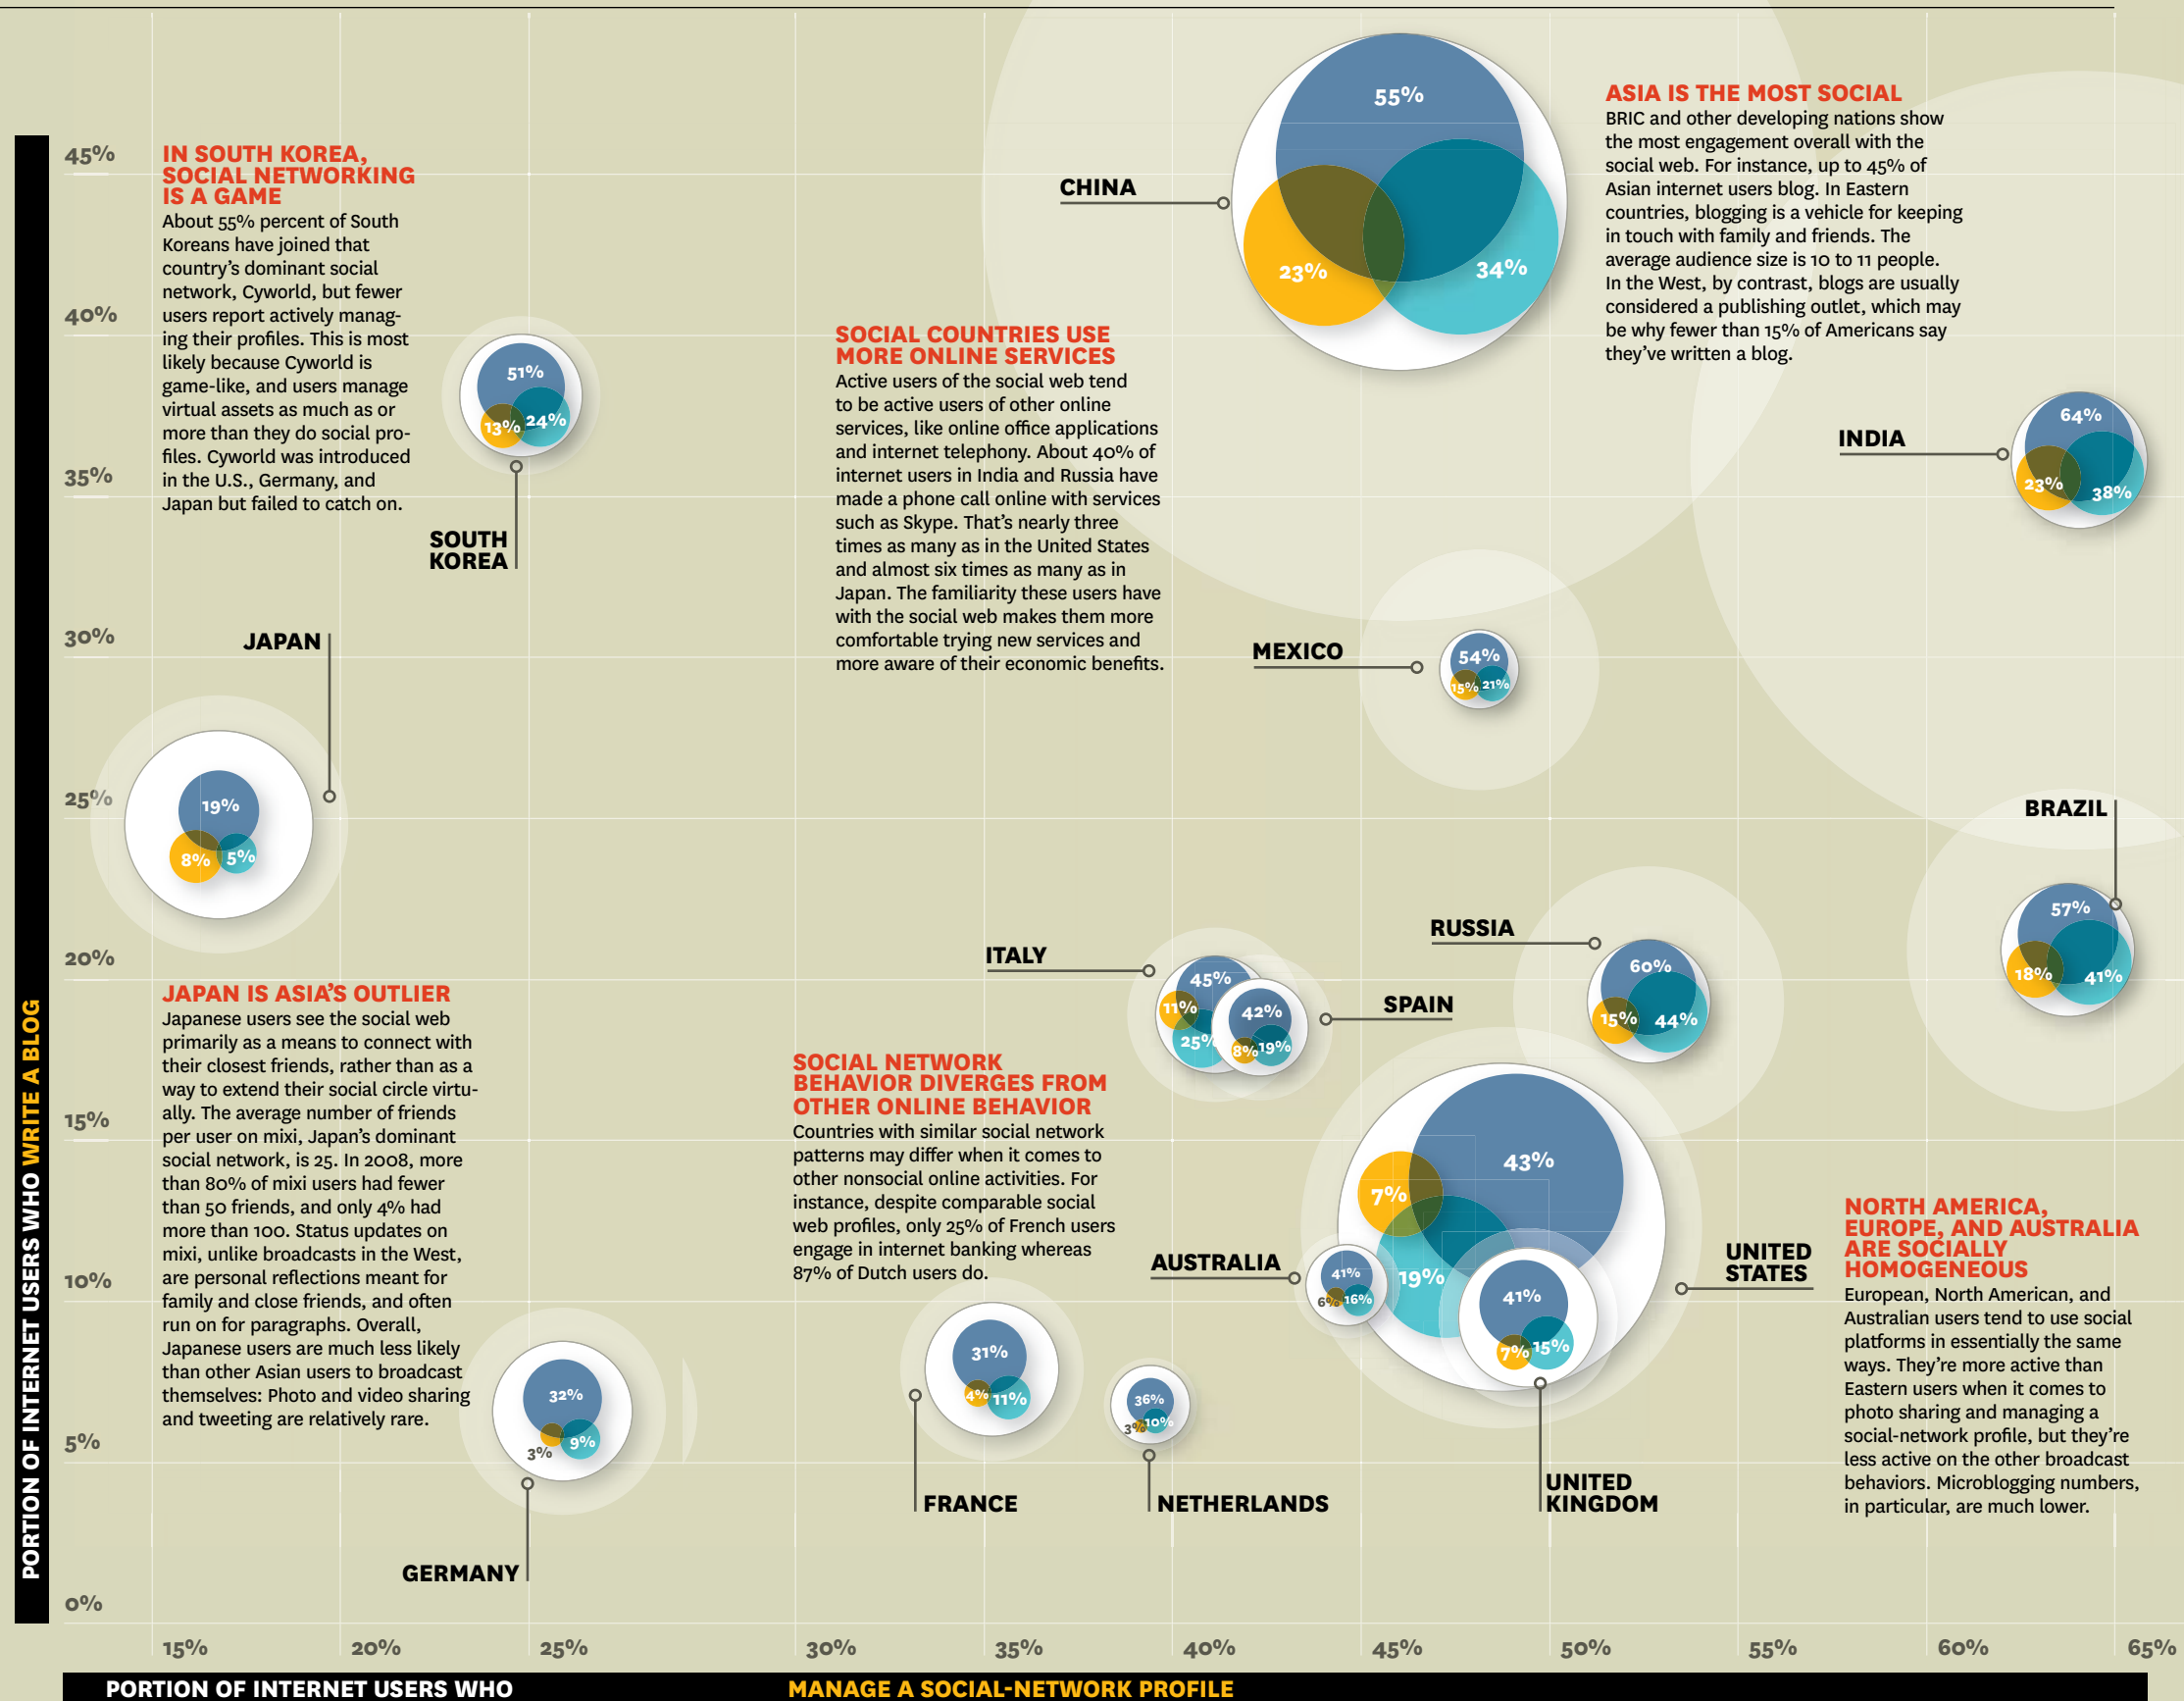 45%
40%
35%
30%
25%
20%
15%
10%
5%
0%
PORTION OF INTERNET USERS WHO WRITE A BLOG
IN SOUTH KOREA,
SOCIAL NETWORKING
IS A GAME
About 55% percent of South
Koreans have joined that
country's dominant social
network, Cyworld, but fewer
users report actively manag-
ing their profiles. This is most
likely because Cyworld is
game-like, and users manage
virtual assets as much as or
more than they do social pro-
files. Cyworld was introduced
in the U.S., Germany, and
Japan but failed to catch on.
51%
13%
24%
SOUTH
KOREA
CHINA
55%
23%
34%
ASIA IS THE MOST SOCIAL
BRIC and other developing nations show
the most engagement overall with the
social web. For instance, up to 45% of
Asian internet users blog. In Eastern
countries, blogging is a vehicle for keeping
in touch with family and friends. The
average audience size is 10 to 11 people.
In the West, by contrast, blogs are usually
considered a publishing outlet, which may
be why fewer than 15% of Americans say
they've written a blog.
SOCIAL COUNTRIES USE
MORE ONLINE SERVICES
Active users of the social web tend
to be active users of other online
services, like online office applications
and internet telephony. About 40% of
internet users in India and Russia have
made a phone call online with services
such as Skype. That's nearly three
times as many as in the United States
and almost six times as many as in
Japan. The familiarity these users have
with the social web makes them more
comfortable trying new services and
more aware of their economic benefits.
INDIA
64%
23%
38%
MEXICO
54%
15%
21%
JAPAN
19%
8%
5%
BRAZIL
57%
18%
41%
RUSSIA
60%
15%
44%
ITALY
45%
11%
25%
SPAIN
42%
8%
19%
JAPAN IS ASIA'S OUTLIER
Japanese users see the social web
primarily as a means to connect with
their closest friends, rather than as a
way to extend their social circle virtu-
ally. The average number of friends
per user on mixi, Japan's dominant
social network, is 25. In 2008, more
than 80% of mixi users had fewer
than 50 friends, and only 4% had
more than 100. Status updates on
mixi, unlike broadcasts in the West,
are personal reflections meant for
family and close friends, and often
run on for paragraphs. Overall,
Japanese users are much less likely
than other Asian users to broadcast
themselves: Photo and video sharing
and tweeting are relatively rare.
SOCIAL NETWORK
BEHAVIOR DIVERGES FROM
OTHER ONLINE BEHAVIOR
Countries with similar social network
patterns may differ when it comes to
other nonsocial online activities. For
instance, despite comparable social
web profiles, only 25% of French users
engage in internet banking whereas
87% of Dutch users do.
43%
7%
19%
UNITED
STATES
AUSTRALIA
41%
6%
16%
41%
7%
15%
UNITED
KINGDOM
NORTH AMERICA,
EUROPE, AND AUSTRALIA
ARE SOCIALLY
HOMOGENEOUS
European, North American, and
Australian users tend to use social
platforms in essentially the same
ways. They're more active than
Eastern users when it comes to
photo sharing and managing a
social-network profile, but they're
less active on the other broadcast
behaviors. Microblogging numbers,
in particular, are much lower.
31%
4%
11%
FRANCE
36%
3%
10%
NETHERLANDS
32%
3%
9%
GERMANY
15%
20%
25%
30%
35%
40%
45%
50%
55%
60%
65%
PORTION OF INTERNET USERS WHO MANAGE A SOCIAL-NETWORK PROFILE